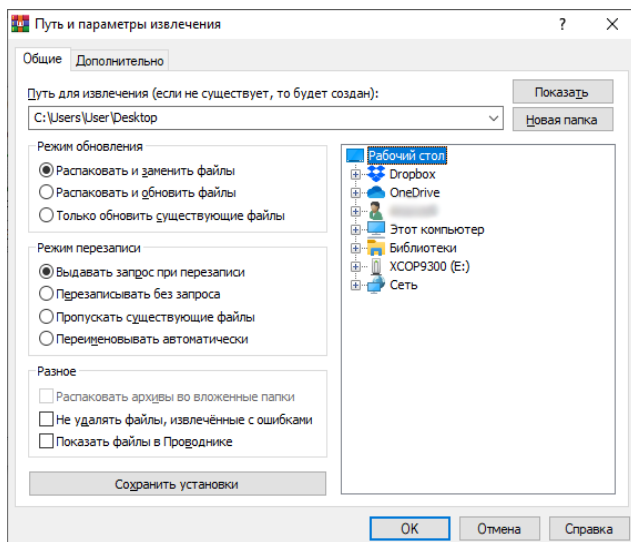 Путь и параметры извлечения
Общие Дополнительно
Путь для извлечения (если не существует, то будет создан):
Показать
C:\Users\User\Desktop
Новая папка
Режим обновления
Распаковать и заменить файлы
Распаковать и обновить файлы
Только обновить существующие файлы
Режим перезаписи
Выдавать запрос при перезаписи
Перезаписывать без запроса
Пропускать существующие файлы
Переименовывать автоматически
Разное
Распаковать архивы во вложенные папки
Не удалять файлы, извлечённые с ошибками
Показать файлы в Проводнике
Сохранить установки
Рабочий стол
Dropbox
OneDrive
Этот компьютер
Библиотеки
XCOP9300 (E:)
Сеть
OK Отмена Справка